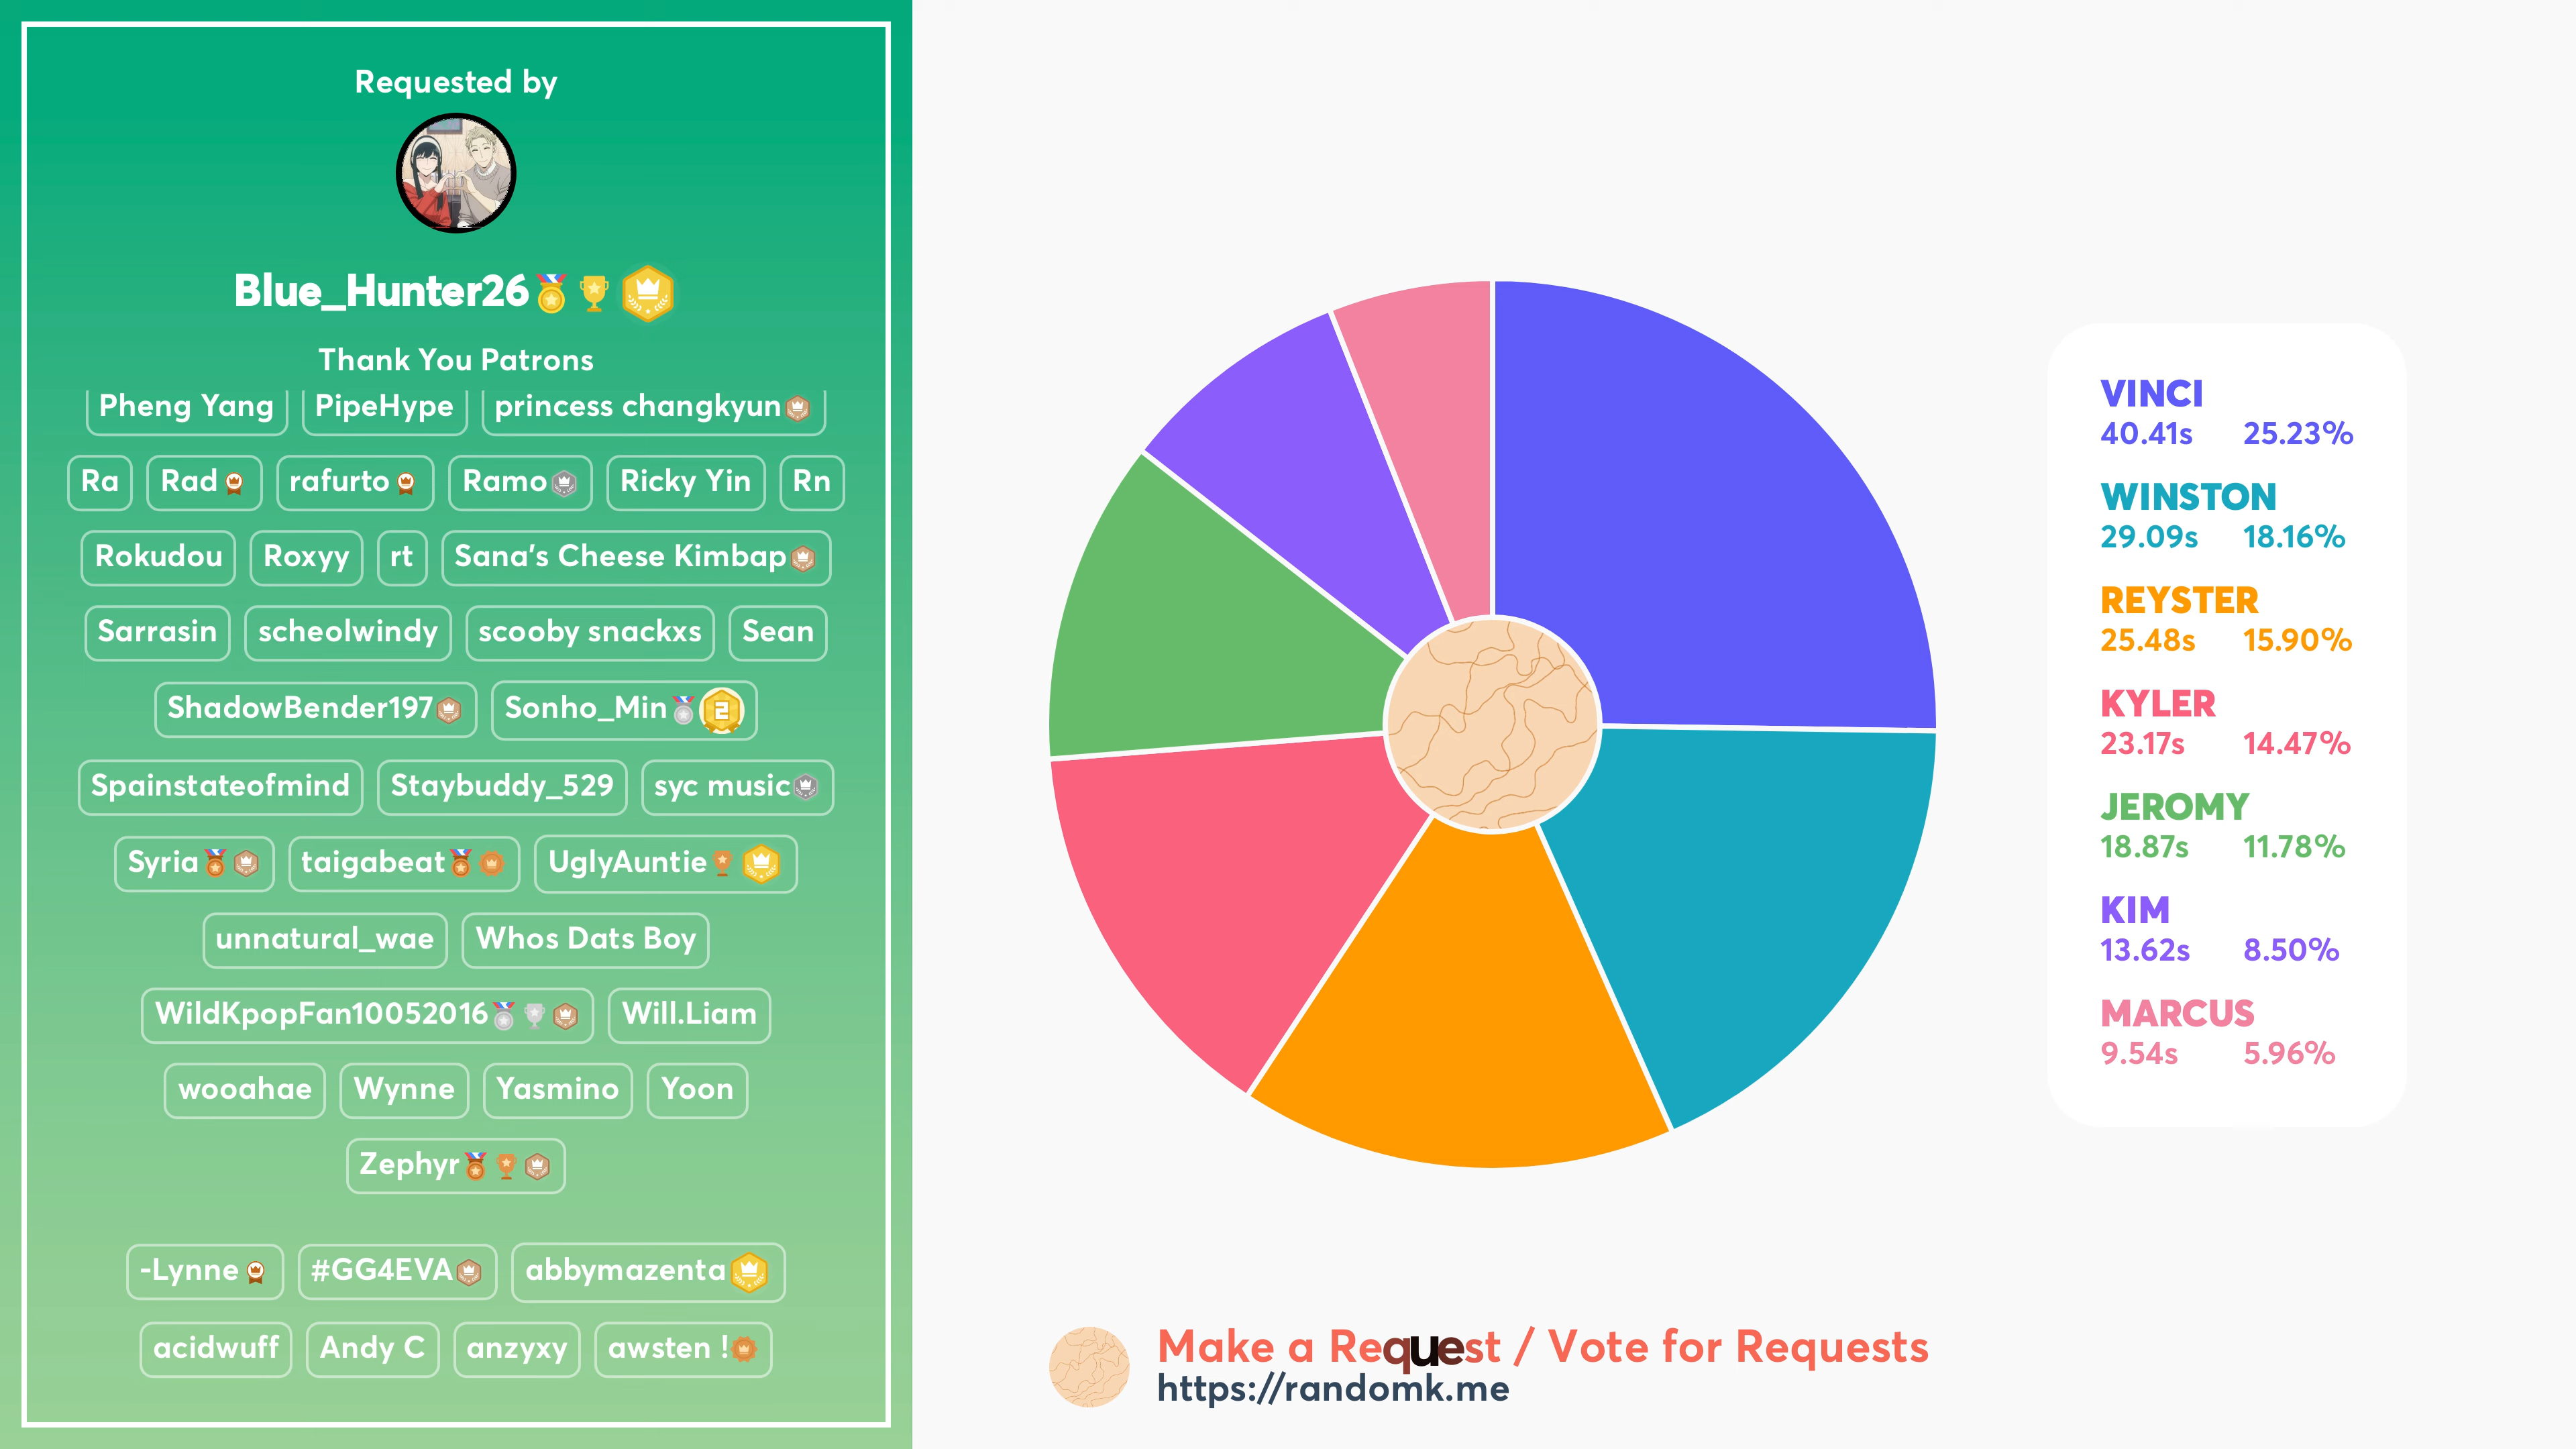 Requested by
Blue_Hunter26
Thank You Patrons
Pheng Yang PipeHype princess changkyun
Ra Rad rafurto Ramo Ricky Yin Rn
Rokudou Roxyy rt Sana's Cheese Kimbap
Sarrasin scheolwindy scooby snackxs Sean
ShadowBender197 Sonho_Min 2
Spainstateofmind Staybuddy_529 syc music
Syria taigabeat UglyAuntie
unnatural_wae Whos Dats Boy
WildKpopFan10052016 Will.Liam
wooahae Wynne Yasmino Yoon
Zephyr
-Lynne #GG4EVA abbymazenta
acidwuff Andy C anzyxy awsten !
VINCI
40.41s 25.23%
WINSTON
29.09s 18.16%
REYSTER
25.48s 15.90%
KYLER
23.17s 14.47%
JEROMY
18.87s 11.78%
KIM
13.62s 8.50%
MARCUS
9.54s 5.96%
Make a Request / Vote for Requests
https://randomk.me